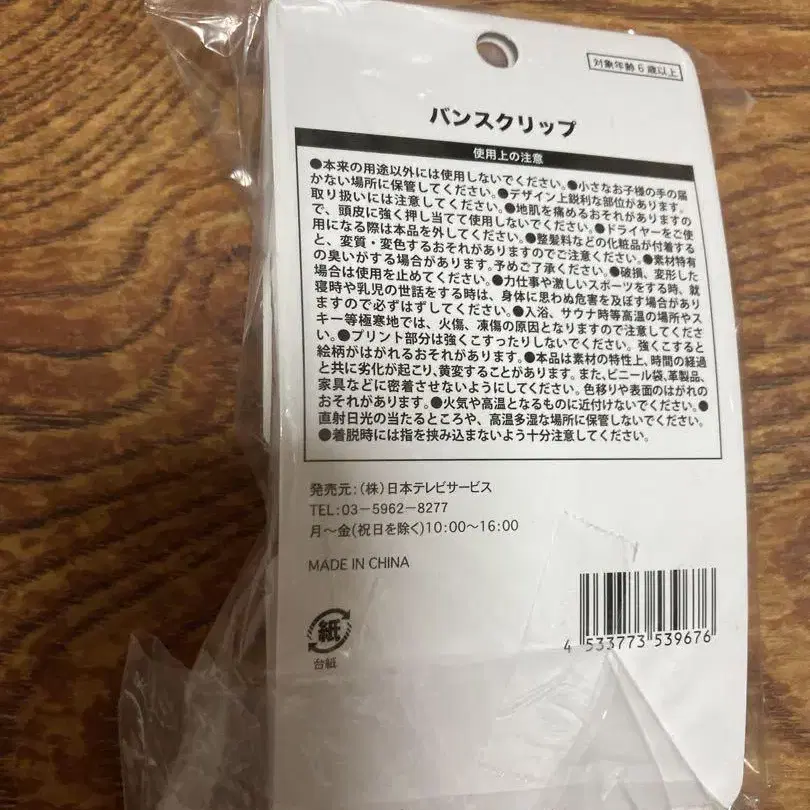 対象年齢6歳以上
バンスクリップ
使用上の注意
●本来の用途以外には使用しないでください。●小さなお子様の手の届
かない場所に保管してください。●デザイン上鋭利な部位があります。
取り扱いには注意してください。●地肌を痛めるおそれがありますの
で、頭皮に強く押し当てて使用しないでください。●ドライヤーをご使
用になる際は本品を外してください。●整髪料などの化粧品が付着する
と、変質・変色するおそれがありますのでご注意ください。●素材特有
の臭いがする場合があります。予めご了承ください。●破損、変形した
場合は使用を止めてください。●力仕事や激しいスポーツをする時、就
寝時や乳児の世話をする時は、身体に思わぬ危害を及ぼす場合があり
ますので必ずはずしてください。●入浴、サウナ時等高温の場所やス
キー等極寒地では、火傷、凍傷の原因となりますので注意してくださ
い。●プリント部分は強くこすったりしないでください。強くこすると
絵柄がはがれるおそれがあります。●本品は素材の特性上、時間の経過
と共に劣化が起こり、黄変することがあります。また、ビニール袋、革製品、
家具などに密着させないようにしてください。色移りや表面のはがれの
おそれがあります。●火気や高温となるものに近付けないでください。●
直射日光の当たるところや、高温多湿な場所に保管しないでください。
●着脱時には指を挟み込まないよう十分注意してください。
発売元：（株）日本テレビサービス
TEL：03－5962－8277
月～金(祝日を除く)10：00～16：00
MADE IN CHINA
紙
台紙
4 533773 539676